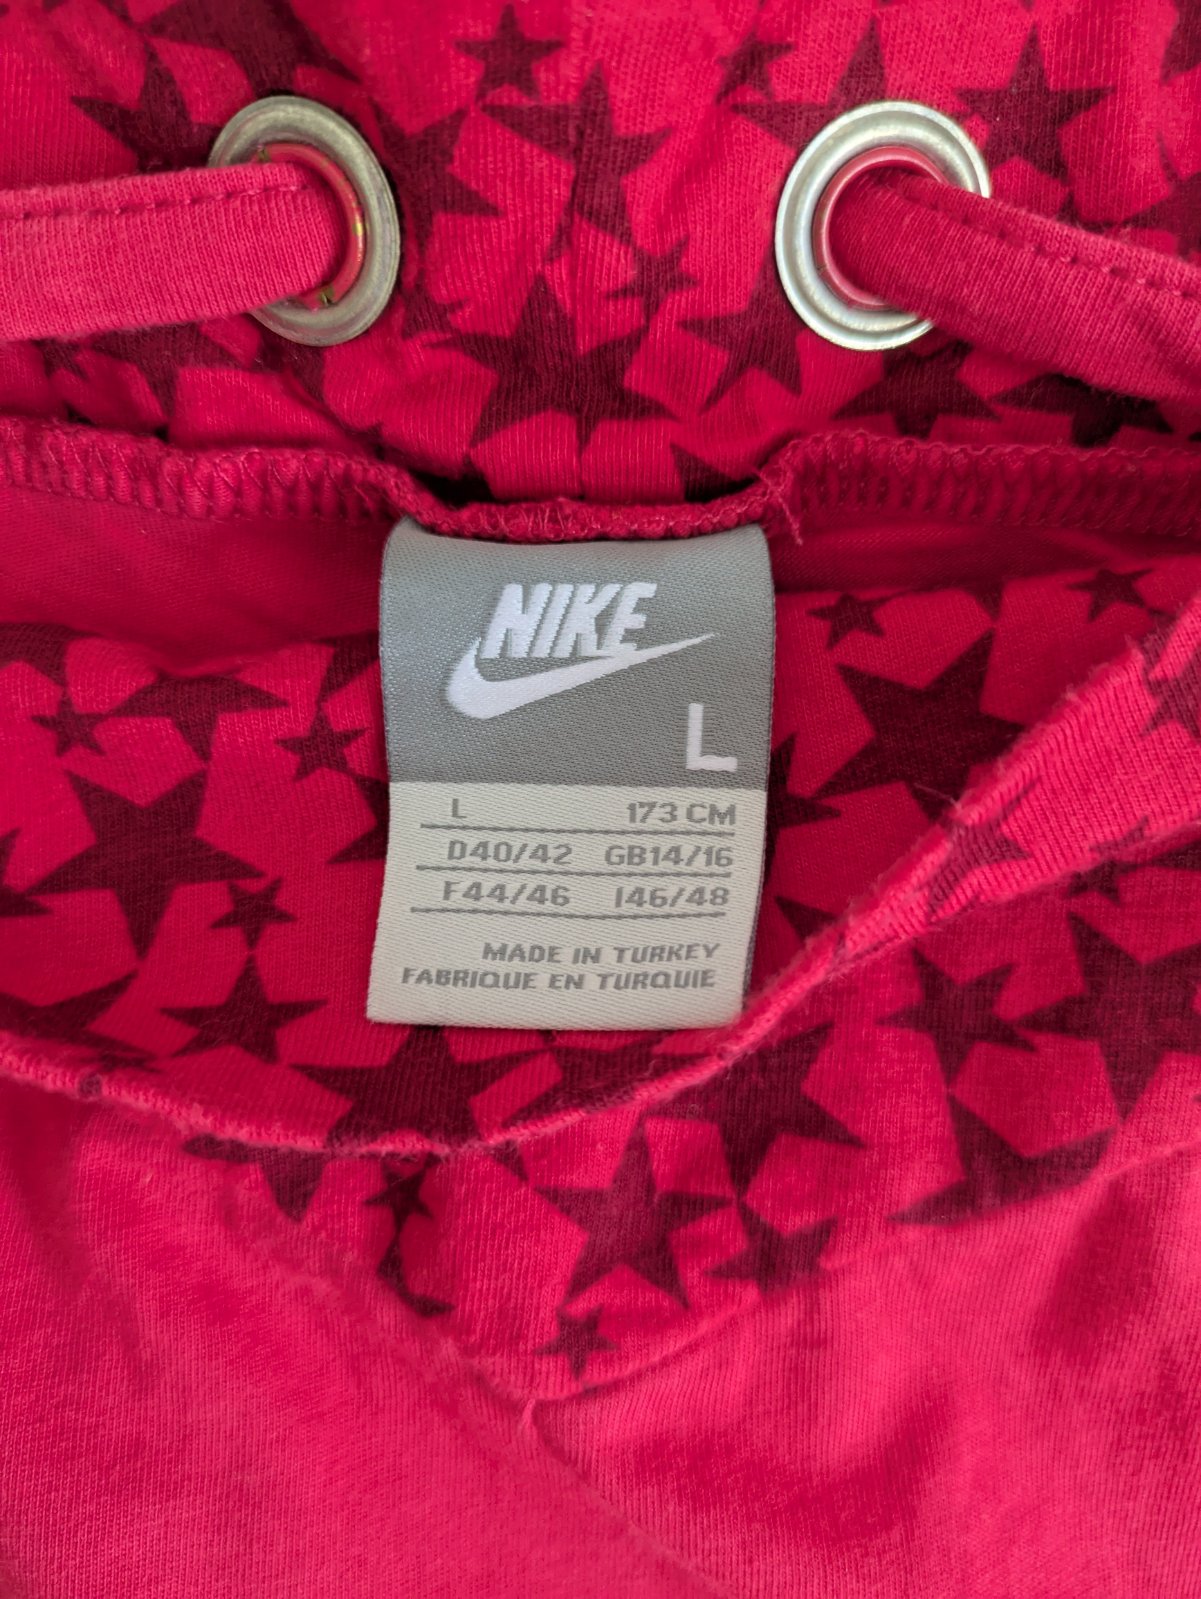 NIKE
L
L 173 CM
D40/42 GB14/16
F44/46 I46/48
MADE IN TURKEY
FABRIQUE EN TURQUIE